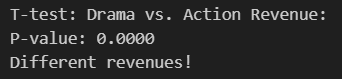 T-test: Drama vs. Action Revenue:
P-value: 0.0000
Different revenues!